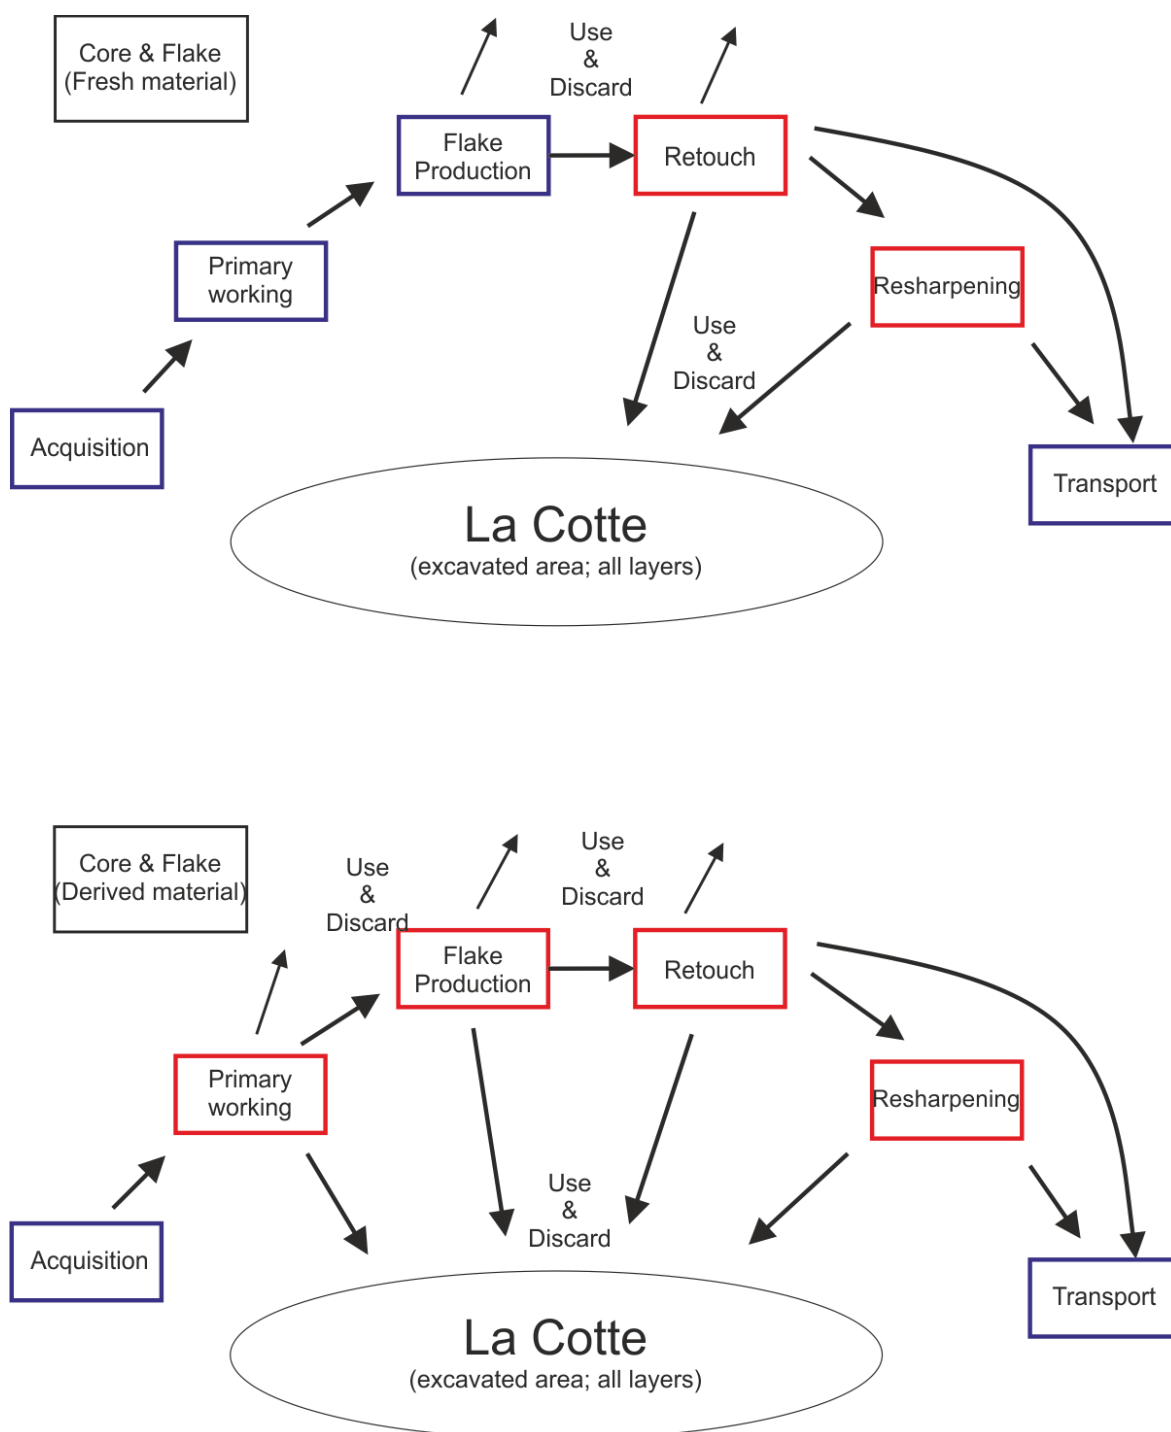 Core & Flake
(Fresh material)
Use
&
Discard
Flake
Production
Retouch
Primary
working
Resharpening
Use
&
Discard
Acquisition
Transport
La Cotte
(excavated area; all layers)
Core & Flake
(Derived material)
Use
&
Discard
Use
&
Discard
Flake
Production
Retouch
Primary
working
Resharpening
Use
&
Discard
Acquisition
Transport
La Cotte
(excavated area; all layers)